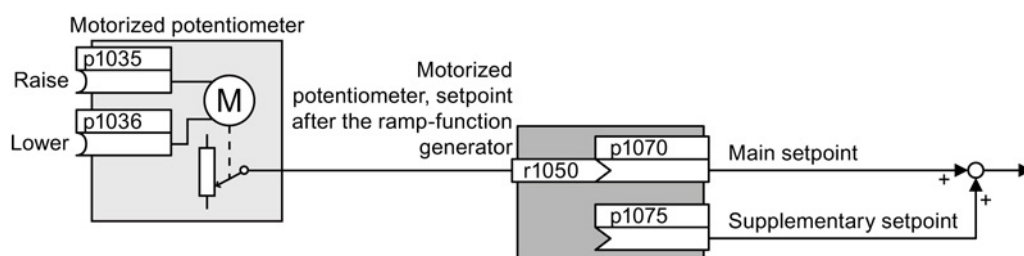 Motorized potentiometer
p1035
Raise
p1036
Lower
M
Motorized
potentiometer, setpoint
after the ramp-function
generator
r1050
p1070
Main setpoint
+
+
p1075
Supplementary setpoint